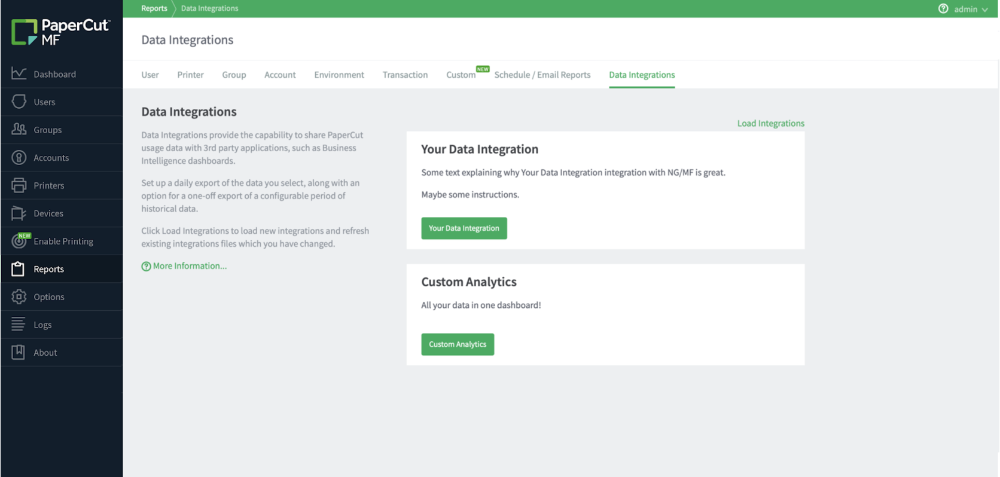 Reports
Data Integrations
admin
PaperCut™
MF
Dashboard
Users
Groups
Accounts
Printers
Devices
NEW
Enable Printing
Reports
Options
Logs
About
Data Integrations
User
Printer
Group
Account
Environment
Transaction
Custom
NEW
Schedule / Email Reports
Data Integrations
Data Integrations
Data Integrations provide the capability to share PaperCut
usage data with 3rd party applications, such as Business
Intelligence dashboards.
Set up a daily export of the data you select, along with an
option for a one-off export of a configurable period of
historical data.
Click Load Integrations to load new integrations and refresh
existing integrations files which you have changed.
? More Information...
Load Integrations
Your Data Integration
Some text explaining why Your Data Integration integration with NG/MF is great.
Maybe some instructions.
Your Data Integration
Custom Analytics
All your data in one dashboard!
Custom Analytics